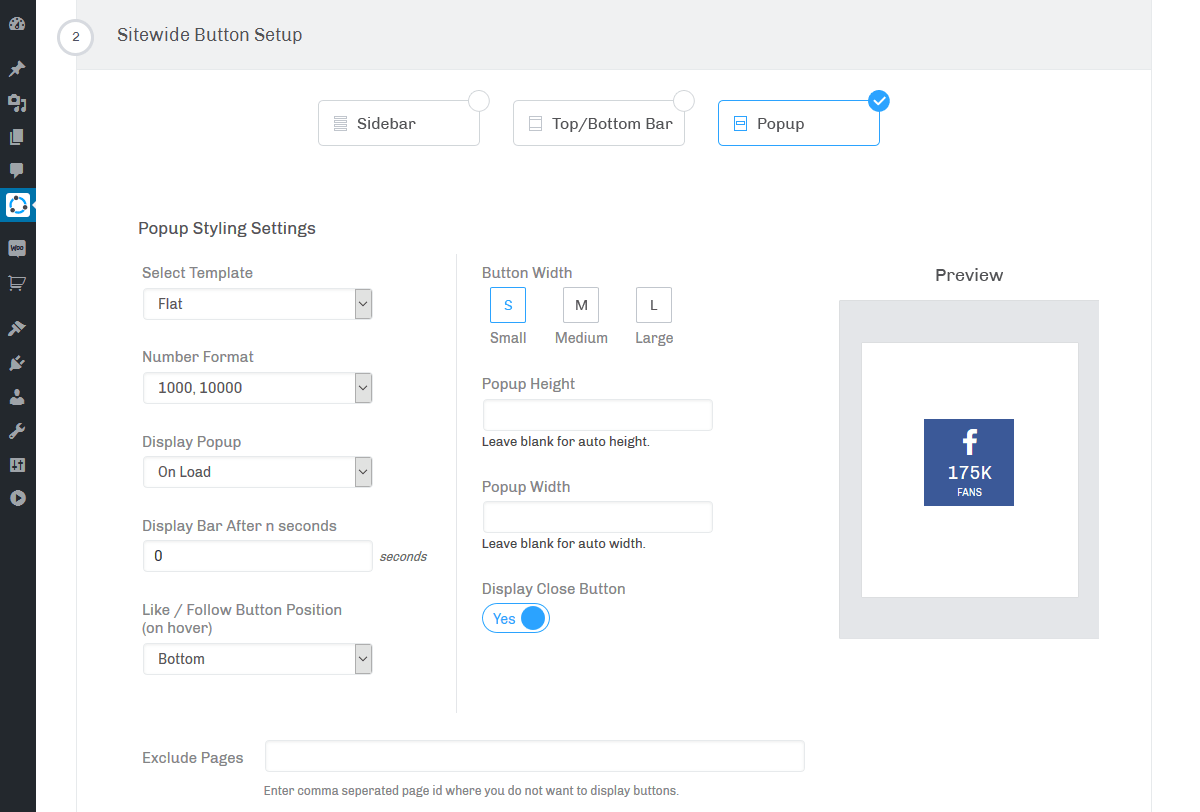 2
Sitewide Button Setup
Sidebar
Top/Bottom Bar
Popup
Popup Styling Settings
Select Template
Flat
Number Format
1000, 10000
Display Popup
On Load
Display Bar After n seconds
0
seconds
Like / Follow Button Position
(on hover)
Bottom
Button Width
S
M
L
Small
Medium
Large
Popup Height
Leave blank for auto height.
Popup Width
Leave blank for auto width.
Display Close Button
Yes
Preview
f
175K
FANS
Woo
Exclude Pages
Enter comma seperated page id where you do not want to display buttons.